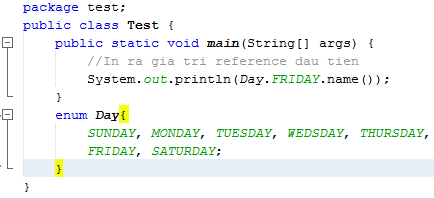 package test;
public class Test {
public static void main(String[] args) {
//In ra gia tri reference dau tien
System.out.println(Day.FRIDAY.name());
}
enum Day{
SUNDAY, MONDAY, TUESDAY, WEDSDAY, THURSDAY,
FRIDAY, SATURDAY;
}
}